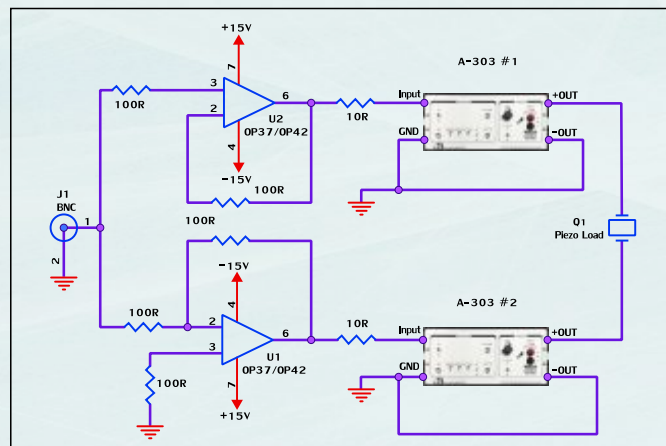 +15V
A-303 #1
7
100R
3
2
6
U2
OP37/OP42
4
-15V
100R
10R
Input
GND
+OUT
-OUT
J1
BNC
1
2
100R
-15V
4
100R
2
3
6
U1
OP37/OP42
7
+15V
100R
10R
Q1
Piezo Load
A-303 #2
Input
GND
+OUT
-OUT